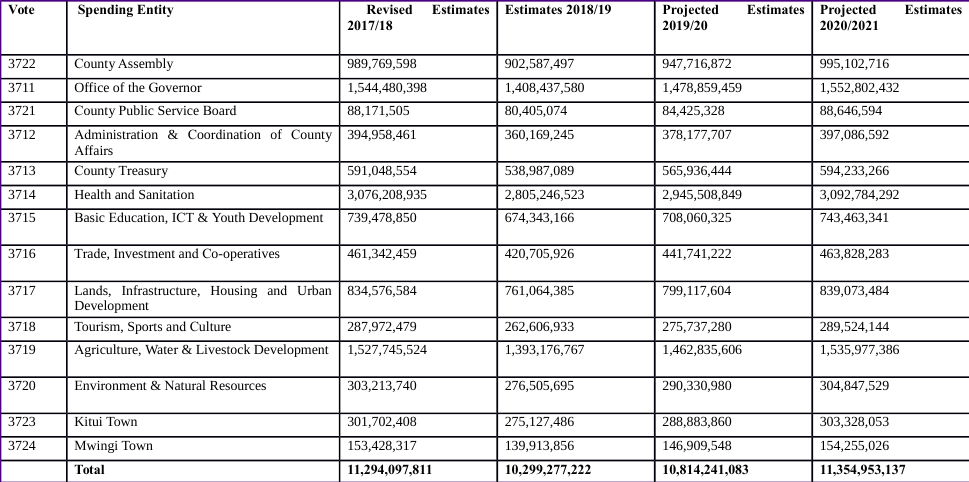 Vote Spending Entity Revised Estimates 2017/18 Estimates 2018/19 Projected Estimates 2019/20 Projected Estimates 2020/2021
3722 County Assembly 989,769,598 902,587,497 947,716,872 995,102,716
3711 Office of the Governor 1,544,480,398 1,408,437,580 1,478,859,459 1,552,802,432
3721 County Public Service Board 88,171,505 80,405,074 84,425,328 88,646,594
3712 Administration & Coordination of County Affairs 394,958,461 360,169,245 378,177,707 397,086,592
3713 County Treasury 591,048,554 538,987,089 565,936,444 594,233,266
3714 Health and Sanitation 3,076,208,935 2,805,246,523 2,945,508,849 3,092,784,292
3715 Basic Education, ICT & Youth Development 739,478,850 674,343,166 708,060,325 743,463,341
3716 Trade, Investment and Co-operatives 461,342,459 420,705,926 441,741,222 463,828,283
3717 Lands, Infrastructure, Housing and Urban Development 834,576,584 761,064,385 799,117,604 839,073,484
3718 Tourism, Sports and Culture 287,972,479 262,606,933 275,737,280 289,524,144
3719 Agriculture, Water & Livestock Development 1,527,745,524 1,393,176,767 1,462,835,606 1,535,977,386
3720 Environment & Natural Resources 303,213,740 276,505,695 290,330,980 304,847,529
3723 Kitui Town 301,702,408 275,127,486 288,883,860 303,328,053
3724 Mwingi Town 153,428,317 139,913,856 146,909,548 154,255,026
Total 11,294,097,811 10,299,277,222 10,814,241,083 11,354,953,137